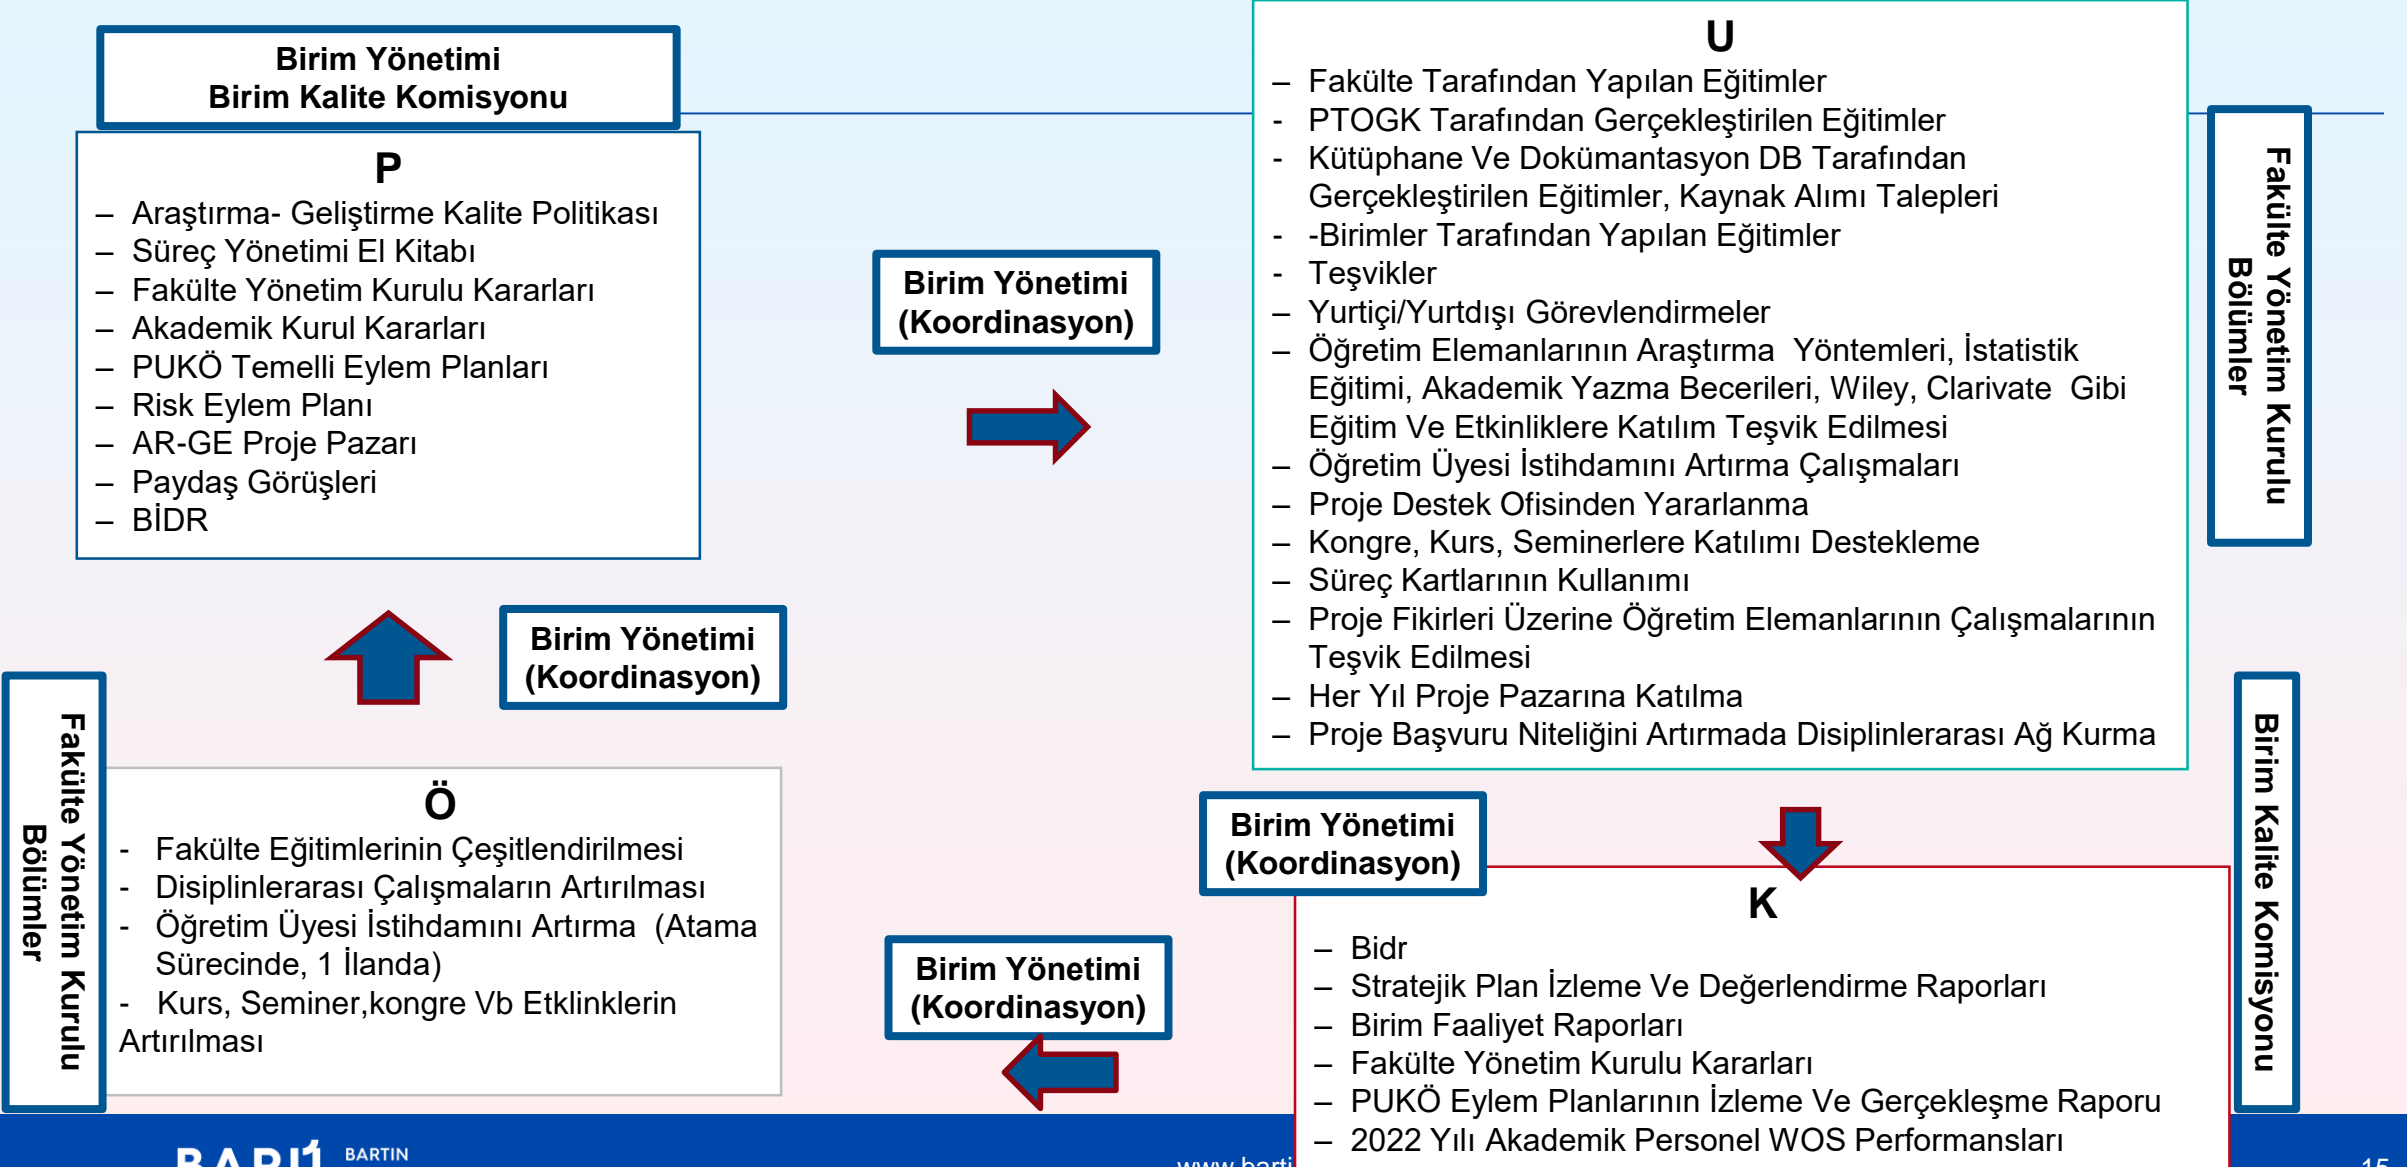 Birim Yönetimi
Birim Kalite Komisyonu
P
– Araştırma- Geliştirme Kalite Politikası
– Süreç Yönetimi El Kitabı
– Fakülte Yönetim Kurulu Kararları
– Akademik Kurul Kararları
– PUKÖ Temelli Eylem Planları
– Risk Eylem Planı
– AR-GE Proje Pazarı
– Paydaş Görüşleri
– BİDR
Birim Yönetimi
(Koordinasyon)
U
– Fakülte Tarafından Yapılan Eğitimler
- PTOGK Tarafından Gerçekleştirilen Eğitimler
- Kütüphane Ve Dokümantasyon DB Tarafından
Gerçekleştirilen Eğitimler, Kaynak Alımı Talepleri
- -Birimler Tarafından Yapılan Eğitimler
- Teşvikler
– Yurtiçi/Yurtdışı Görevlendirmeler
– Öğretim Elemanlarının Araştırma Yöntemleri, İstatistik
Eğitimi, Akademik Yazma Becerileri, Wiley, Clarivate Gibi
Eğitim Ve Etkinliklere Katılım Teşvik Edilmesi
– Öğretim Üyesi İstihdamını Artırma Çalışmaları
– Proje Destek Ofisinden Yararlanma
– Kongre, Kurs, Seminerlere Katılımı Destekleme
– Süreç Kartlarının Kullanımı
– Proje Fikirleri Üzerine Öğretim Elemanlarının Çalışmalarının
Teşvik Edilmesi
– Her Yıl Proje Pazarına Katılma
– Proje Başvuru Niteliğini Artırmada Disiplinlerarası Ağ Kurma
Fakülte Yönetim Kurulu
Bölümler
Birim Yönetimi
(Koordinasyon)
Birim Kalite Komisyonu
K
– Bidr
– Stratejik Plan İzleme Ve Değerlendirme Raporları
– Birim Faaliyet Raporları
– Fakülte Yönetim Kurulu Kararları
– PUKÖ Eylem Planlarının İzleme Ve Gerçekleşme Raporu
– 2022 Yılı Akademik Personel WOS Performansları
Birim Yönetimi
(Koordinasyon)
Ö
- Fakülte Eğitimlerinin Çeşitlendirilmesi
- Disiplinlerarası Çalışmaların Artırılması
- Öğretim Üyesi İstihdamını Artırma (Atama
Sürecinde, 1 İlanda)
- Kurs, Seminer,kongre Vb Etklinklerin
Artırılması
Fakülte Yönetim Kurulu
Bölümler
Birim Yönetimi
(Koordinasyon)
BARTIN
www.barti
15